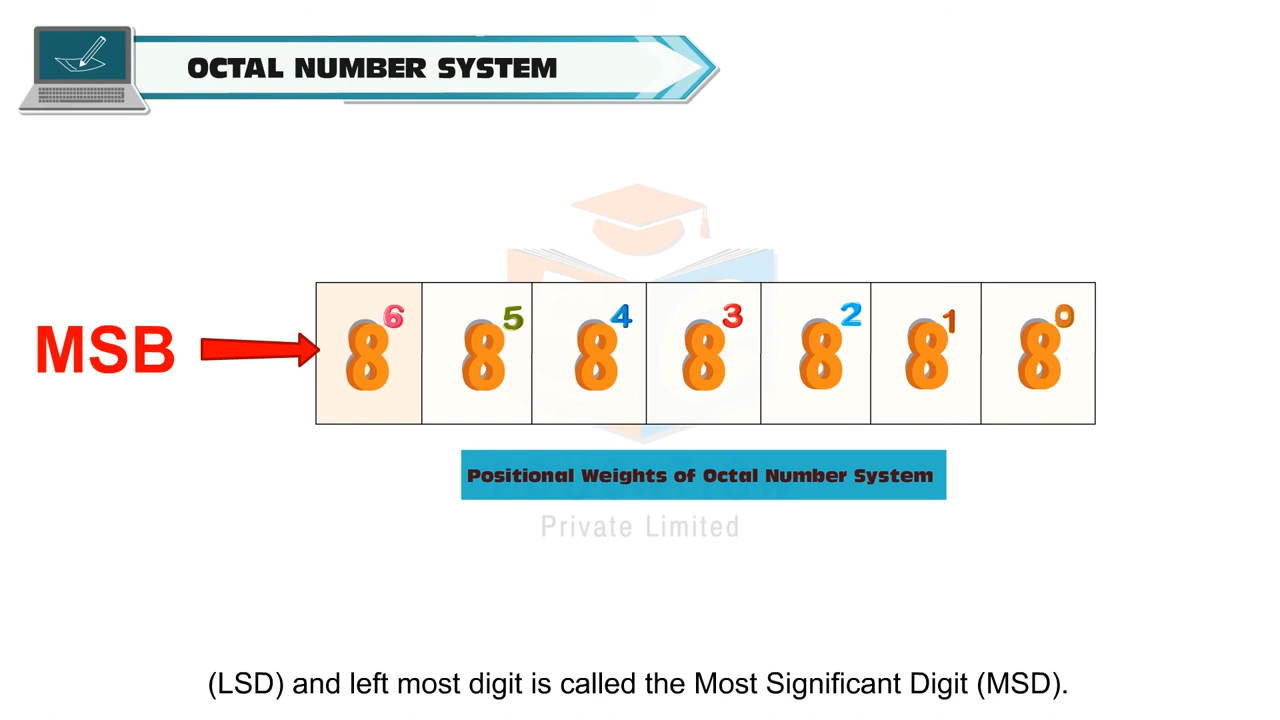 OCTAL NUMBER SYSTEM
MSB
8⁶ 8⁵ 8⁴ 8³ 8² 8¹ 8⁰
Positional Weights of Octal Number System
Private Limited
(LSD) and left most digit is called the Most Significant Digit (MSD).